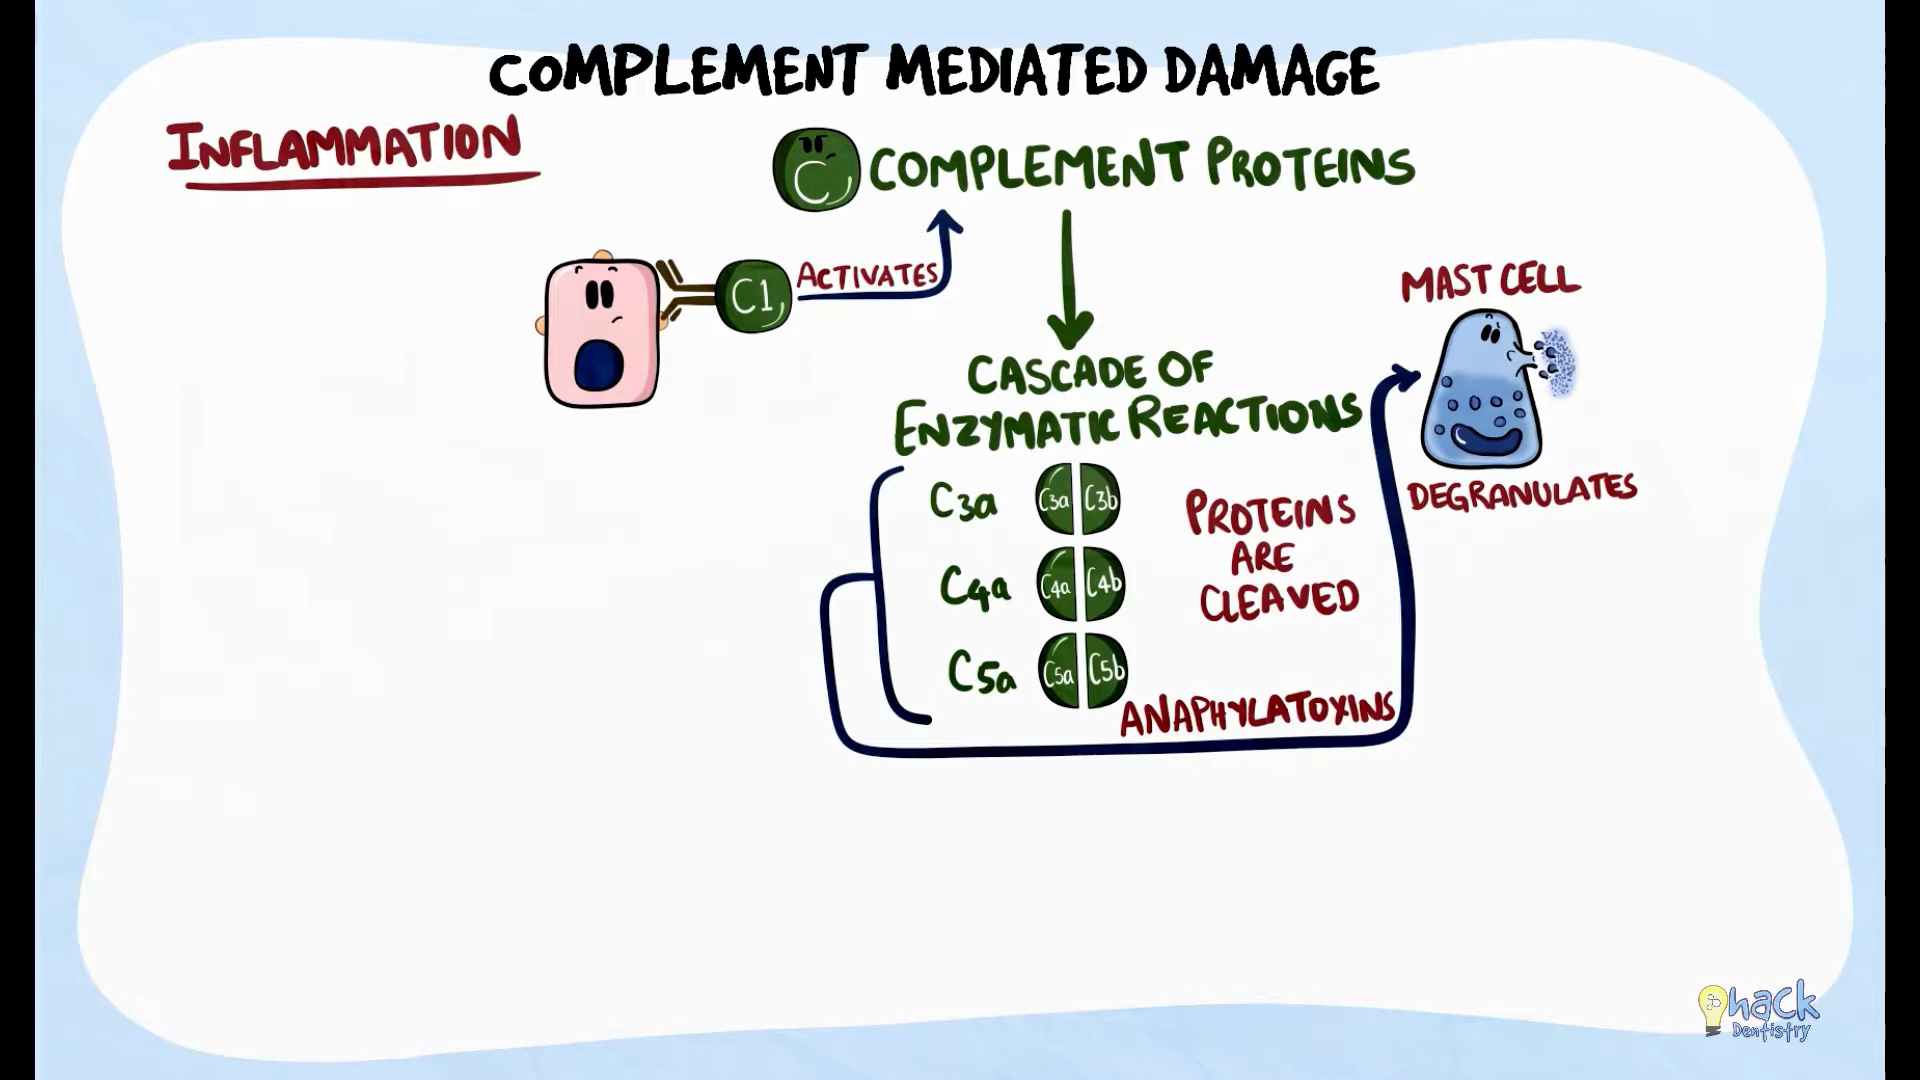 COMPLEMENT MEDIATED DAMAGE
INFLAMMATION
C COMPLEMENT PROTEINS
C1 ACTIVATES
MAST CELL
CASCADE OF
ENZYMATIC REACTIONS
DEGRANULATES
C3a C3a C3b
C4a C4a C4b
C5a C5a C5b
PROTEINS
ARE
CLEAVED
ANAPHYLATOXINS
hack
Dentistry